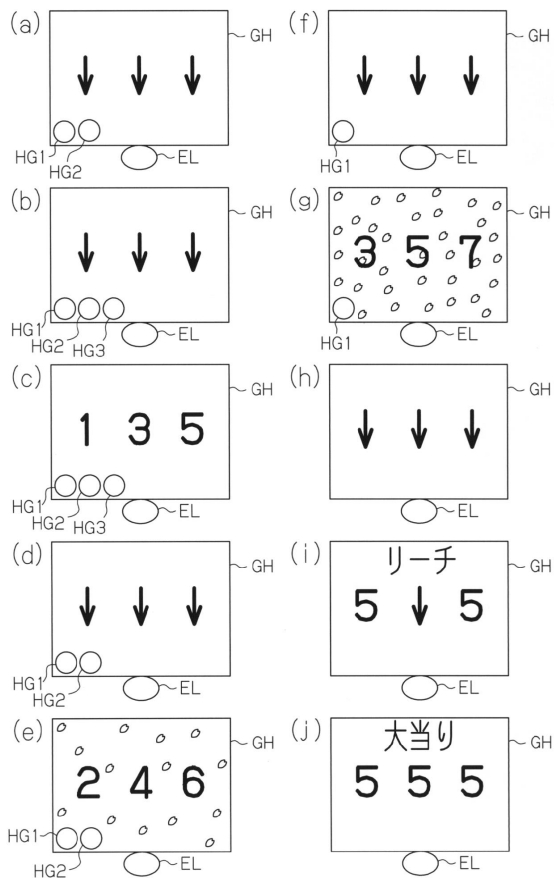 (a)
GH
HG1
HG2
EL
(b)
GH
HG1
HG2 HG3
EL
(c)
GH
1 3 5
HG1
HG2 HG3
EL
(d)
GH
HG1
HG2
EL
(e)
GH
2 4 6
HG1
HG2
EL
(f)
GH
HG1
EL
(g)
GH
3 5 7
HG1
EL
(h)
GH
EL
(i)
リーチ
GH
5 5
EL
(j)
大当り
GH
5 5 5
EL